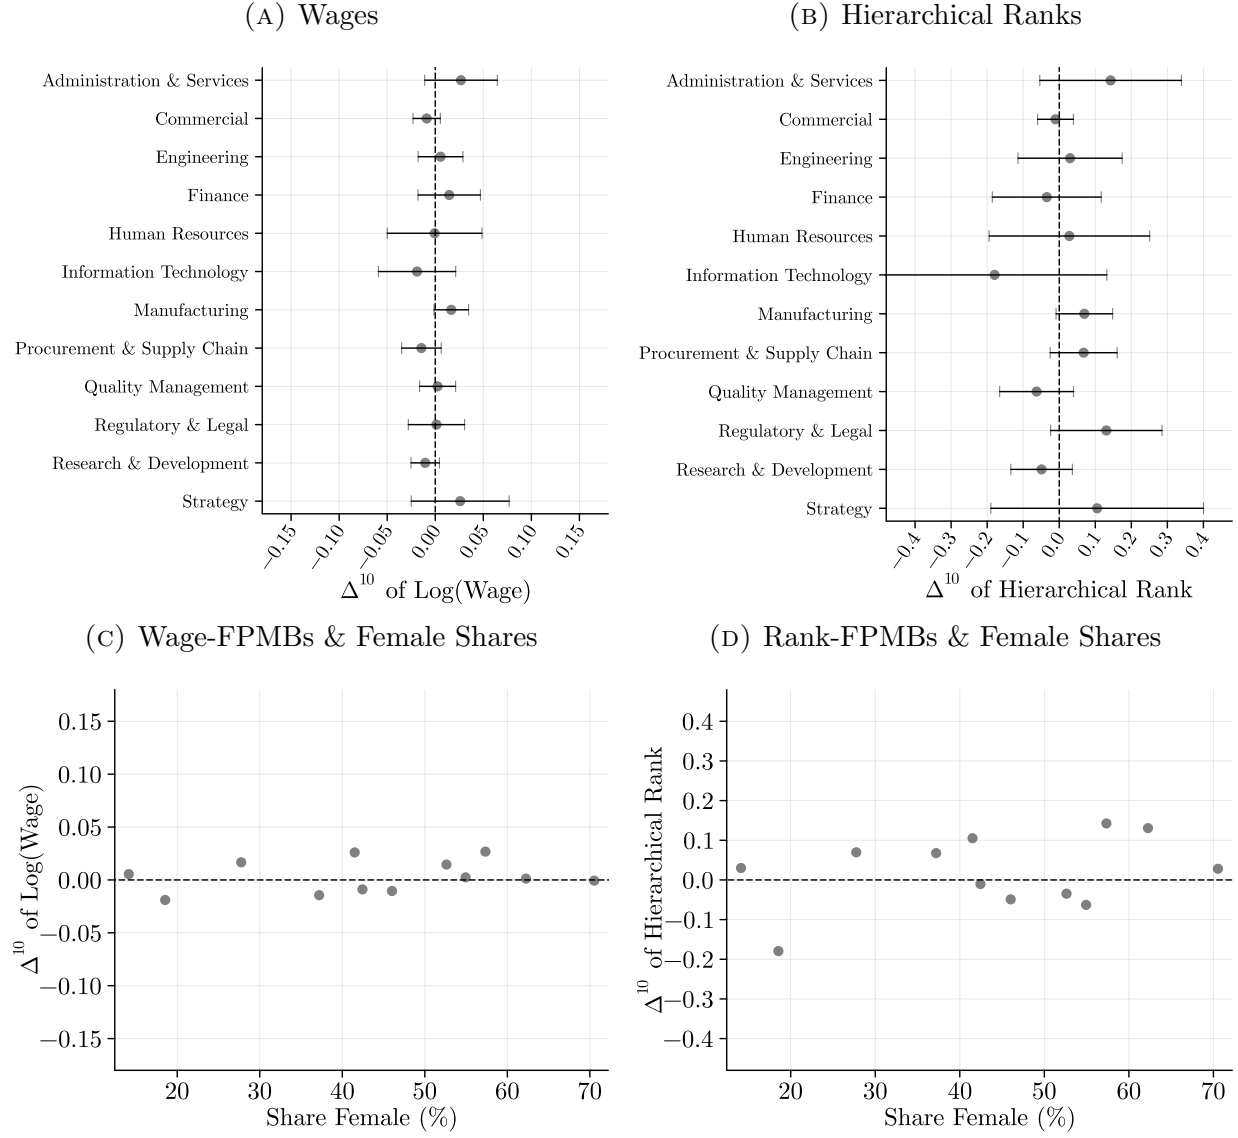 (A) Wages
Administration & Services
Commercial
Engineering
Finance
Human Resources
Information Technology
Manufacturing
Procurement & Supply Chain
Quality Management
Regulatory & Legal
Research & Development
Strategy
−0.15 −0.10 −0.05 0.00 0.05 0.10 0.15
Δ^10 of Log(Wage)
(B) Hierarchical Ranks
Administration & Services
Commercial
Engineering
Finance
Human Resources
Information Technology
Manufacturing
Procurement & Supply Chain
Quality Management
Regulatory & Legal
Research & Development
Strategy
−0.4 −0.3 −0.2 −0.1 0.0 0.1 0.2 0.3 0.4
Δ^10 of Hierarchical Rank
(C) Wage-FPMBs & Female Shares
Δ^10 of Log(Wage)
0.15
0.10
0.05
0.00
−0.05
−0.10
−0.15
20 30 40 50 60 70
Share Female (%)
(D) Rank-FPMBs & Female Shares
Δ^10 of Hierarchical Rank
0.4
0.3
0.2
0.1
0.0
−0.1
−0.2
−0.3
−0.4
20 30 40 50 60 70
Share Female (%)